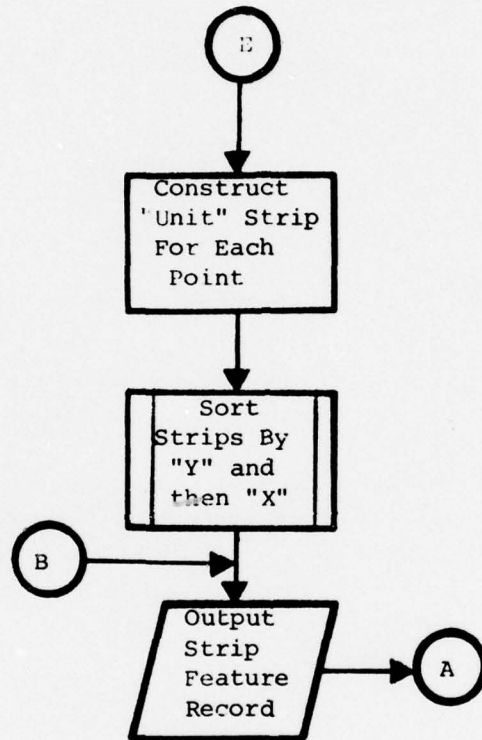 E
Construct
"Unit" Strip
For Each
Point
Sort
Strips By
"Y" and
then "X"
B
Output
Strip
Feature
Record
A